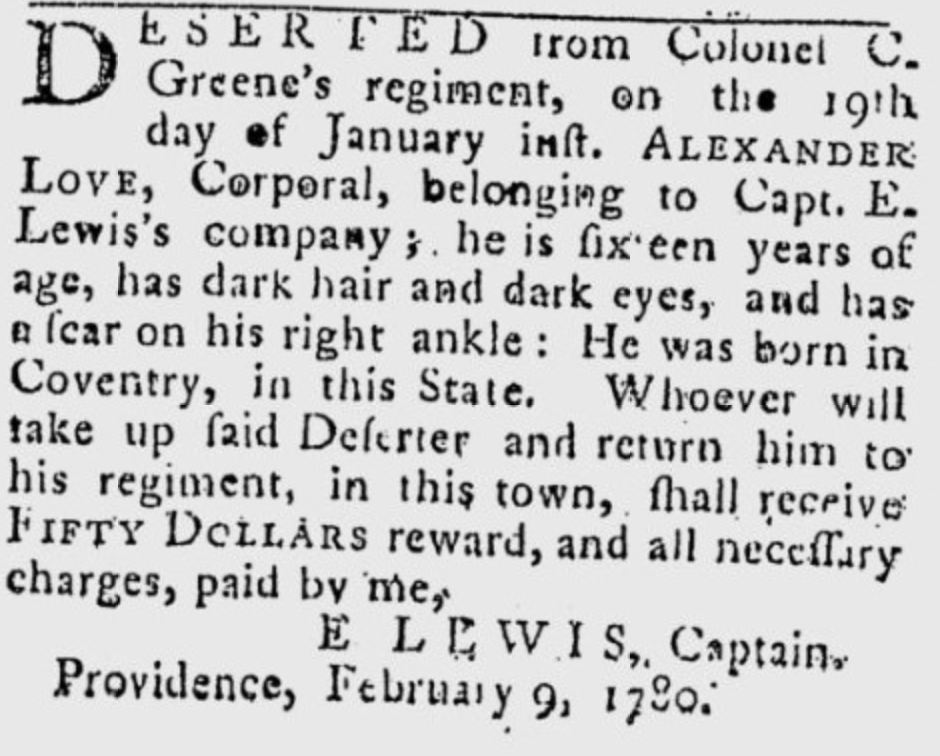 DESERTED from Colonel C.
Greene's regiment, on the 19th
day of January inſt. ALEXANDER
LOVE, Corporal, belonging to Capt. E.
Lewis's company; he is ſixteen years of
age, has dark hair and dark eyes, and has
a ſcar on his right ankle: He was born in
Coventry, in this State. Whoever will
take up ſaid Deſerter and return him to
his regiment, in this town, ſhall receive
FIFTY DOLLARS reward, and all neceſſary
charges, paid by me,
E LEWIS, Captain.
Providence, February 9, 1780.